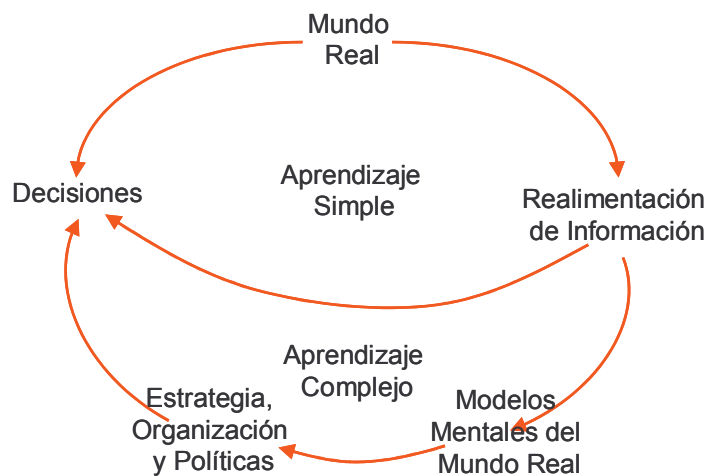 Mundo
Real
Decisiones
Aprendizaje
Simple
Realimentación
de Información
Aprendizaje
Complejo
Estrategia,
Organización
y Políticas
Modelos
Mentales del
Mundo Real